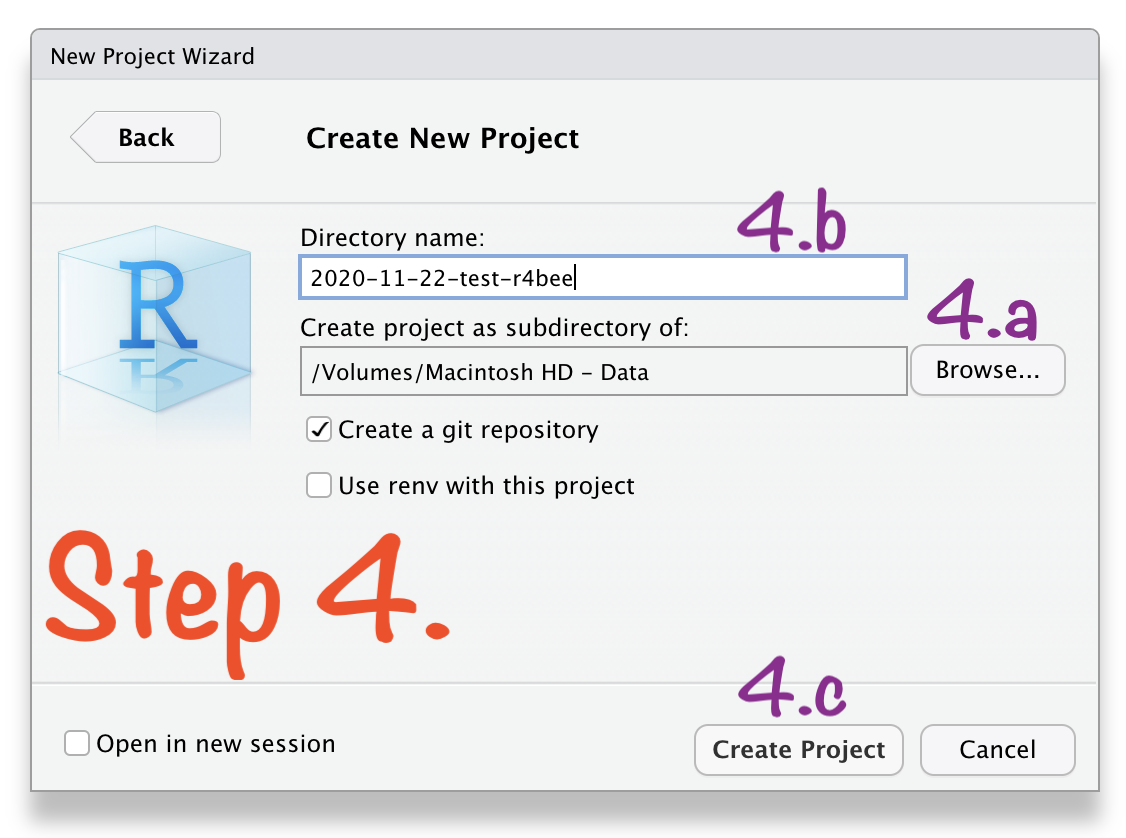 New Project Wizard
Back
Create New Project
R
4.b
Directory name:
2020-11-22-test-r4bee
4.a
Create project as subdirectory of:
/Volumes/Macintosh HD – Data
Browse...
Create a git repository
Use renv with this project
Step 4.
4.c
Open in new session
Create Project
Cancel